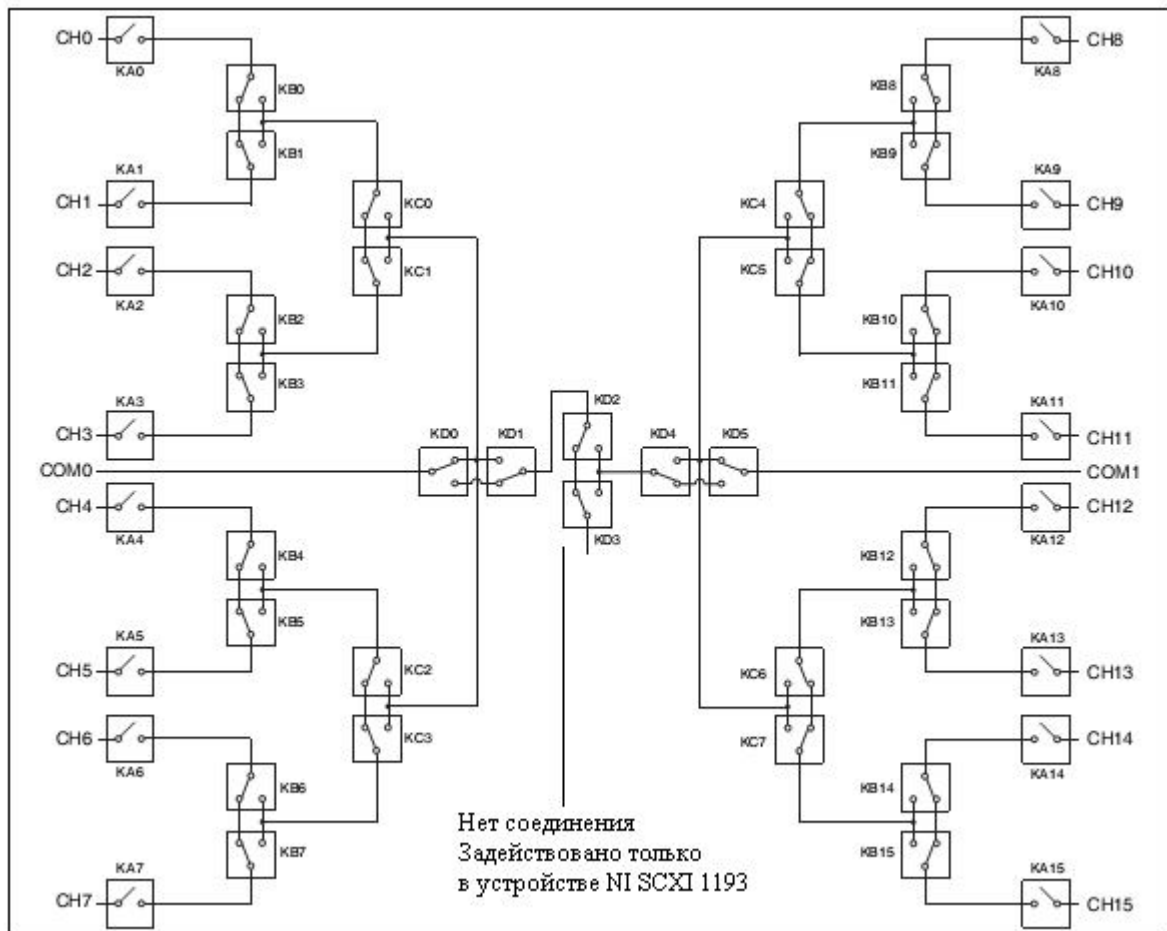 CH0
KA0
KB0
KB1
KA1
CH1
KC0
KC1
CH2
KA2
KB2
KB3
KA3
CH3
COM0
KD0
KD1
KD2
KD3
KD4
KD5
CH4
KA4
KB4
KB5
KA5
CH5
KC2
KC3
CH6
KA6
KB6
KB7
KA7
CH7
CH8
KA8
KB8
KB9
KA9
CH9
KC4
KC5
CH10
KA10
KB10
KB11
KA11
CH11
COM1
CH12
KA12
KB12
KB13
KA13
CH13
KC6
KC7
CH14
KA14
KB14
KB15
KA15
CH15
Нет соединения
Задействовано только
в устройстве NI SCXI 1193